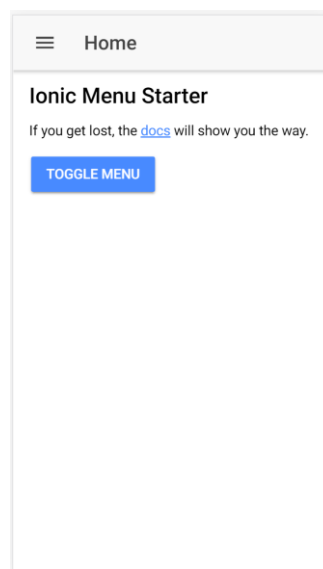 Home
Ionic Menu Starter
If you get lost, the docs will show you the way.
TOGGLE MENU